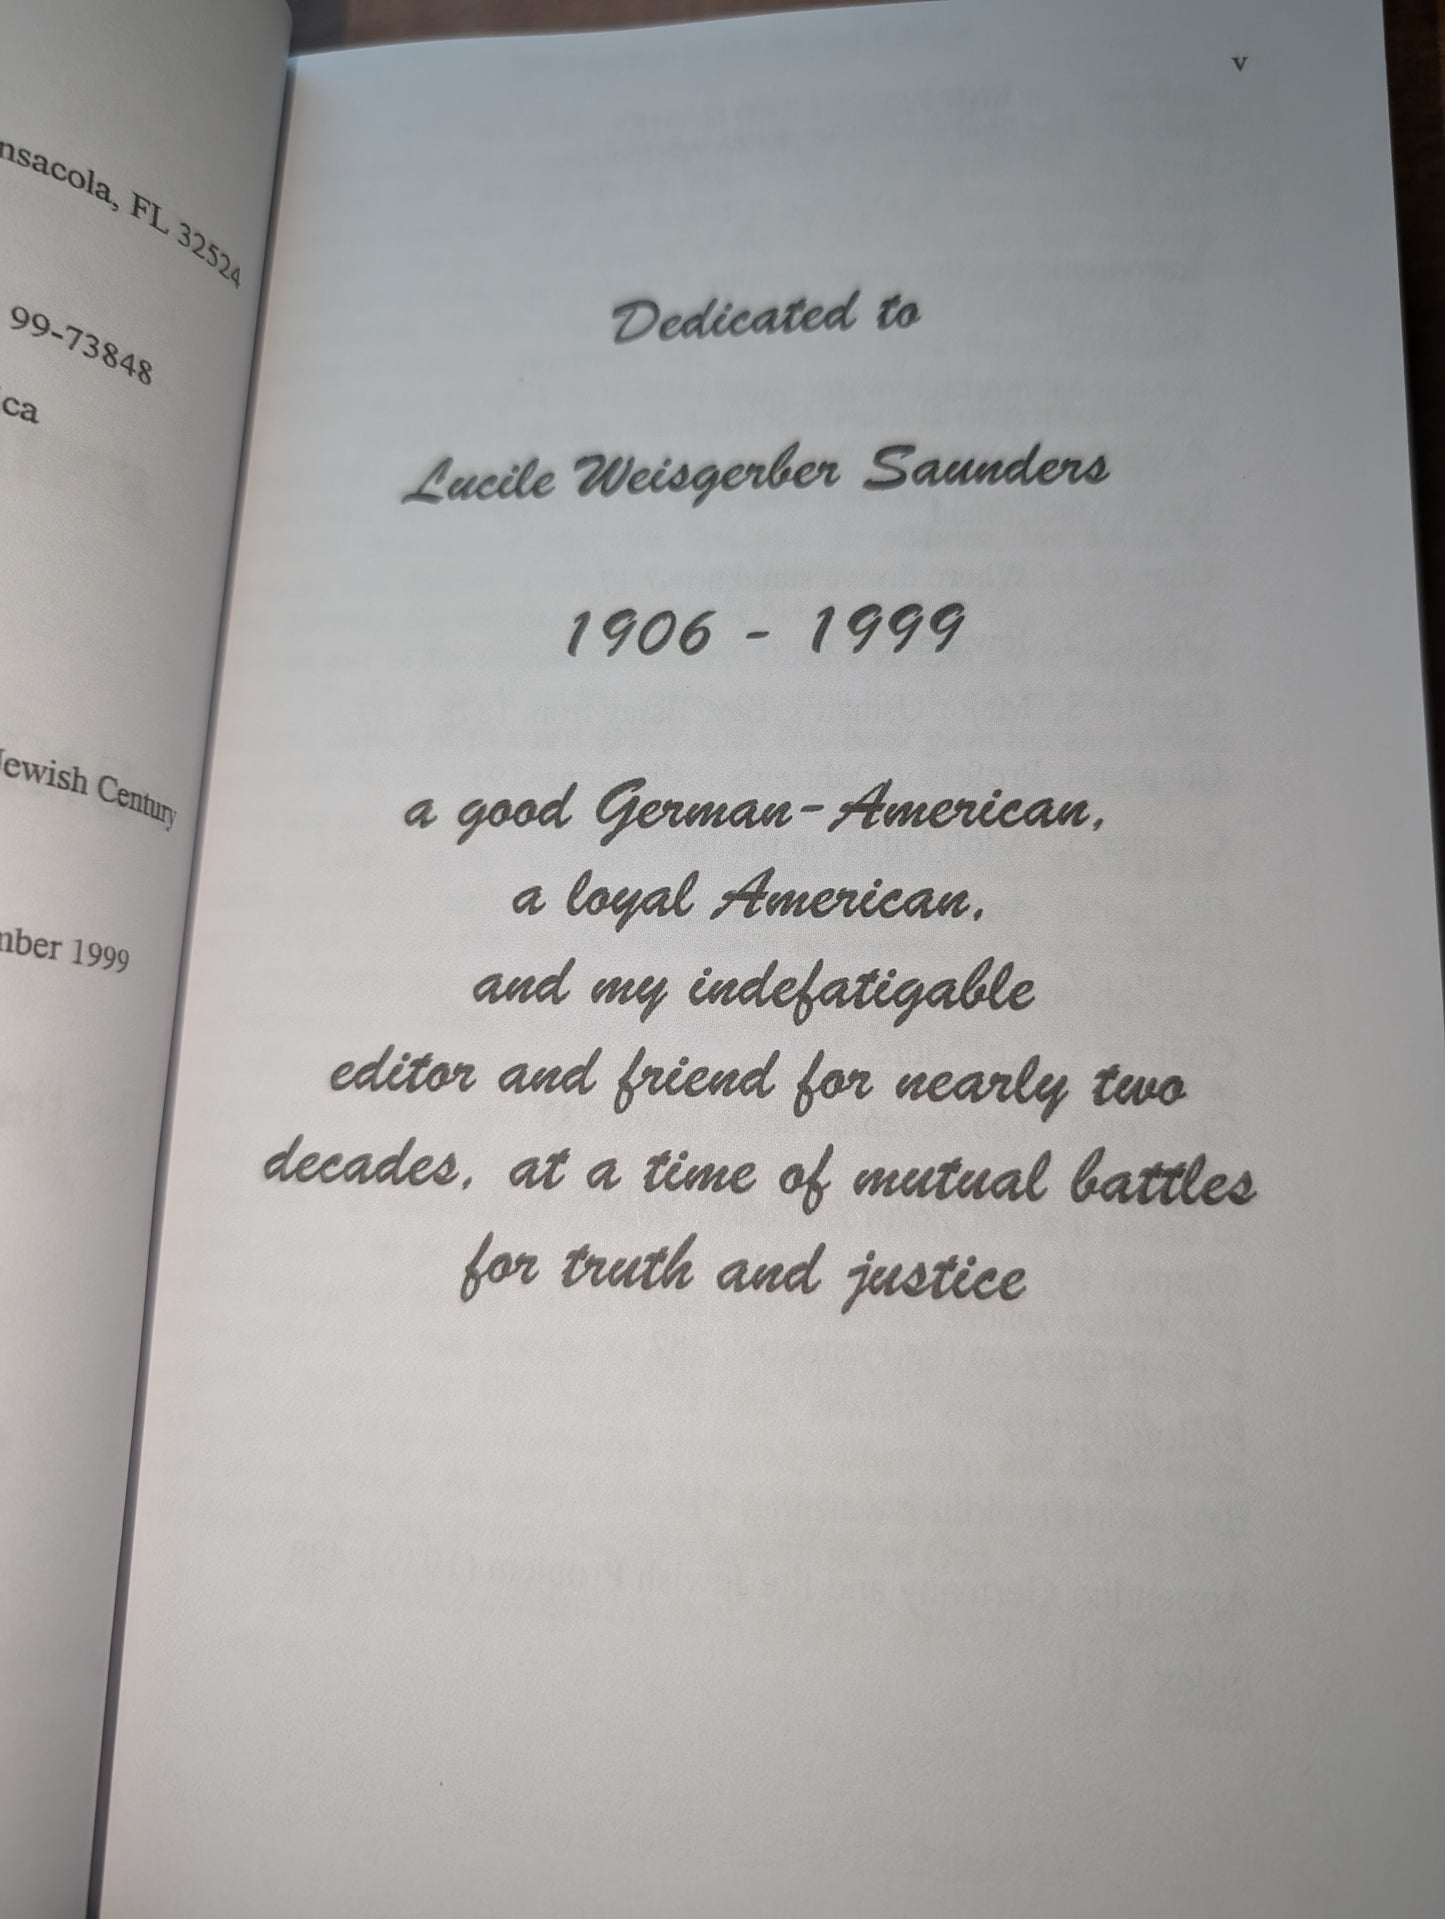 nsacola, FL 32524
99-73848
ca
Jewish Century
mber 1999
v
Dedicated to
Lucile Weisgerber Saunders
1906 - 1999
a good German-American,
a loyal American,
and my indefatigable
editor and friend for nearly two
decades, at a time of mutual battles
for truth and justice